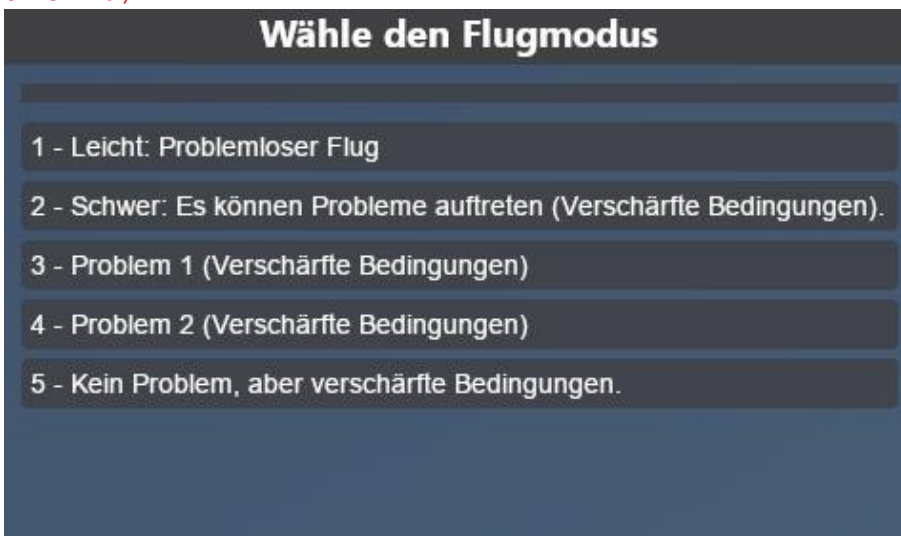 Wähle den Flugmodus
1 - Leicht: Problemloser Flug
2 - Schwer: Es können Probleme auftreten (Verschärfte Bedingungen).
3 - Problem 1 (Verschärfte Bedingungen)
4 - Problem 2 (Verschärfte Bedingungen)
5 - Kein Problem, aber verschärfte Bedingungen.